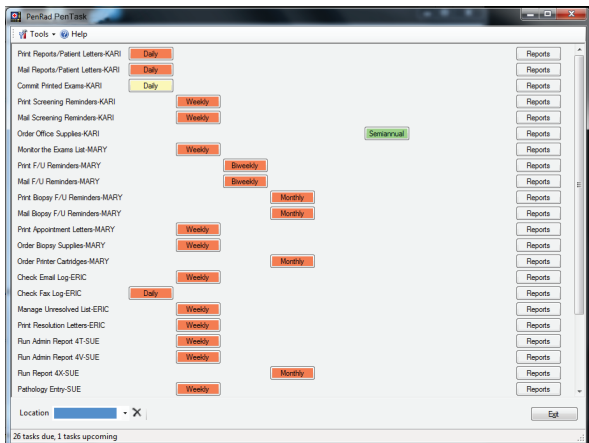 PenRad PenTask
Tools Help
Print Reports/Patient Letters-KARI Daily Reports
Mail Reports/Patient Letters-KARI Daily Reports
Commit Printed Exams-KARI Daily Reports
Print Screening Reminders-KARI Weekly Reports
Mail Screening Reminders-KARI Weekly Reports
Order Office Supplies-KARI Semiannual Reports
Monitor the Exams List-MARY Weekly Reports
Print F/U Reminders-MARY Biweekly Reports
Mail F/U Reminders-MARY Biweekly Reports
Print Biopsy F/U Reminders-MARY Monthly Reports
Mail Biopsy F/U Reminders-MARY Monthly Reports
Print Appointment Letters-MARY Weekly Reports
Order Biopsy Supplies-MARY Weekly Reports
Order Printer Cartridges-MARY Monthly Reports
Check Email Log-ERIC Weekly Reports
Check Fax Log-ERIC Daily Reports
Manage Unresolved List-ERIC Weekly Reports
Print Resolution Letters-ERIC Weekly Reports
Run Admin Report 4T-SUE Weekly Reports
Run Admin Report 4V-SUE Weekly Reports
Run Report 4X-SUE Monthly Reports
Pathology Entry-SUE Weekly Reports
Location Exit
26 tasks due, 1 tasks upcoming